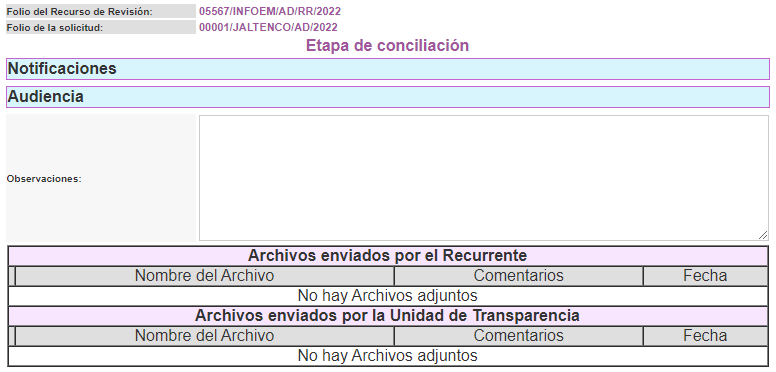 Folio del Recurso de Revisión: 05567/INFOEM/AD/RR/2022
Folio de la solicitud: 00001/JALTENCO/AD/2022
Etapa de conciliación
Notificaciones
Audiencia
Observaciones:
Archivos enviados por el Recurrente
Nombre del Archivo Comentarios Fecha
No hay Archivos adjuntos
Archivos enviados por la Unidad de Transparencia
Nombre del Archivo Comentarios Fecha
No hay Archivos adjuntos